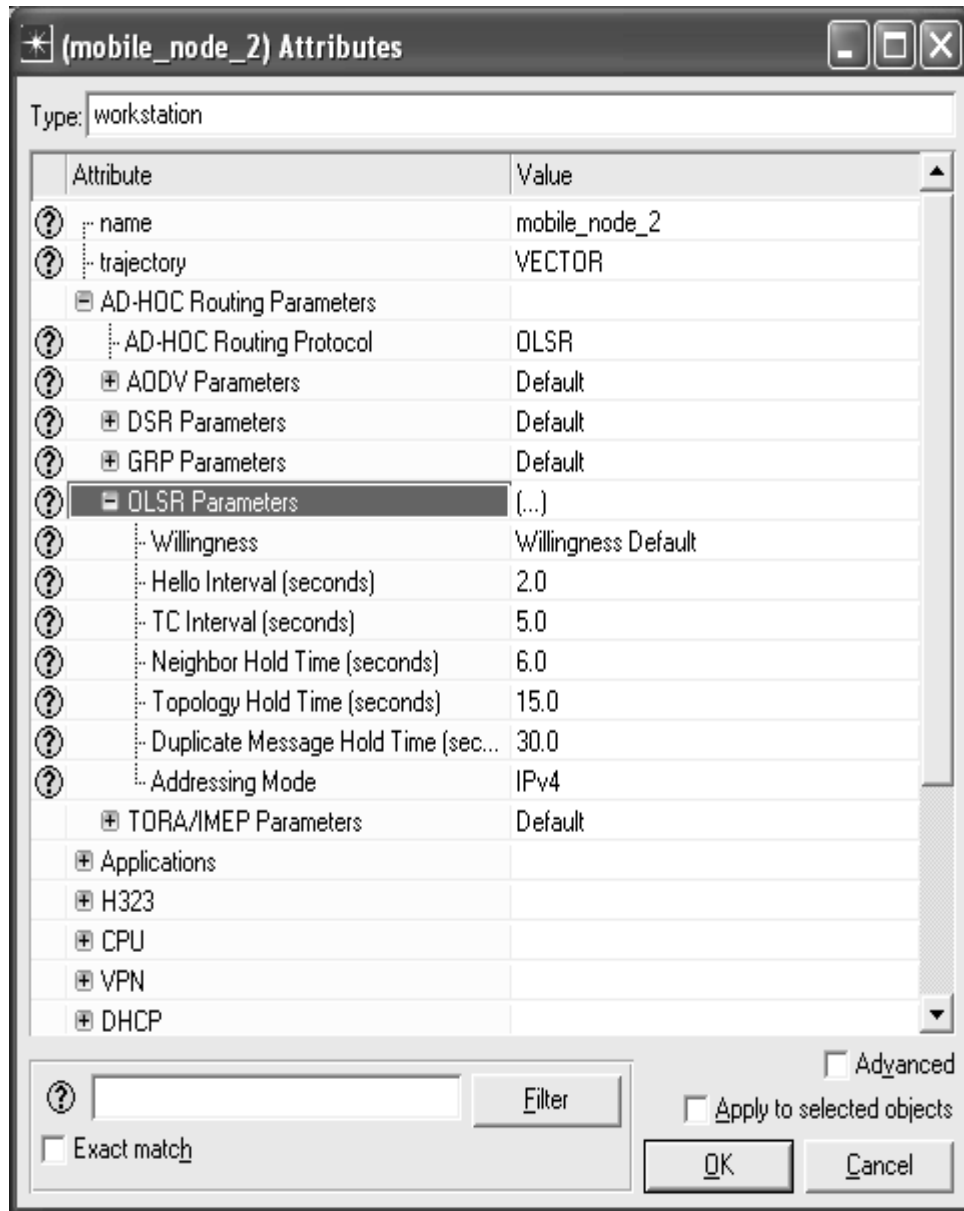 (mobile_node_2) Attributes
Type: workstation
Attribute Value
name mobile_node_2
trajectory VECTOR
AD-HOC Routing Parameters
AD-HOC Routing Protocol OLSR
AODV Parameters Default
DSR Parameters Default
GRP Parameters Default
OLSR Parameters (...)
Willingness Willingness Default
Hello Interval (seconds) 2.0
TC Interval (seconds) 5.0
Neighbor Hold Time (seconds) 6.0
Topology Hold Time (seconds) 15.0
Duplicate Message Hold Time (sec... 30.0
Addressing Mode IPv4
TORA/IMEP Parameters Default
Applications
H323
CPU
VPN
DHCP
Advanced
Filter
Apply to selected objects
Exact match
OK Cancel